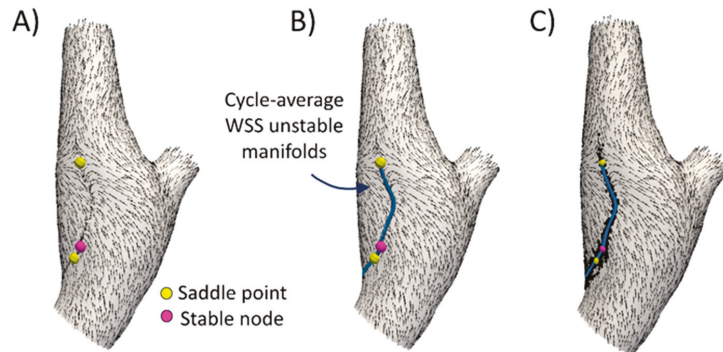 A)
B)
C)
Cycle-average
WSS unstable
manifolds
Saddle point
Stable node